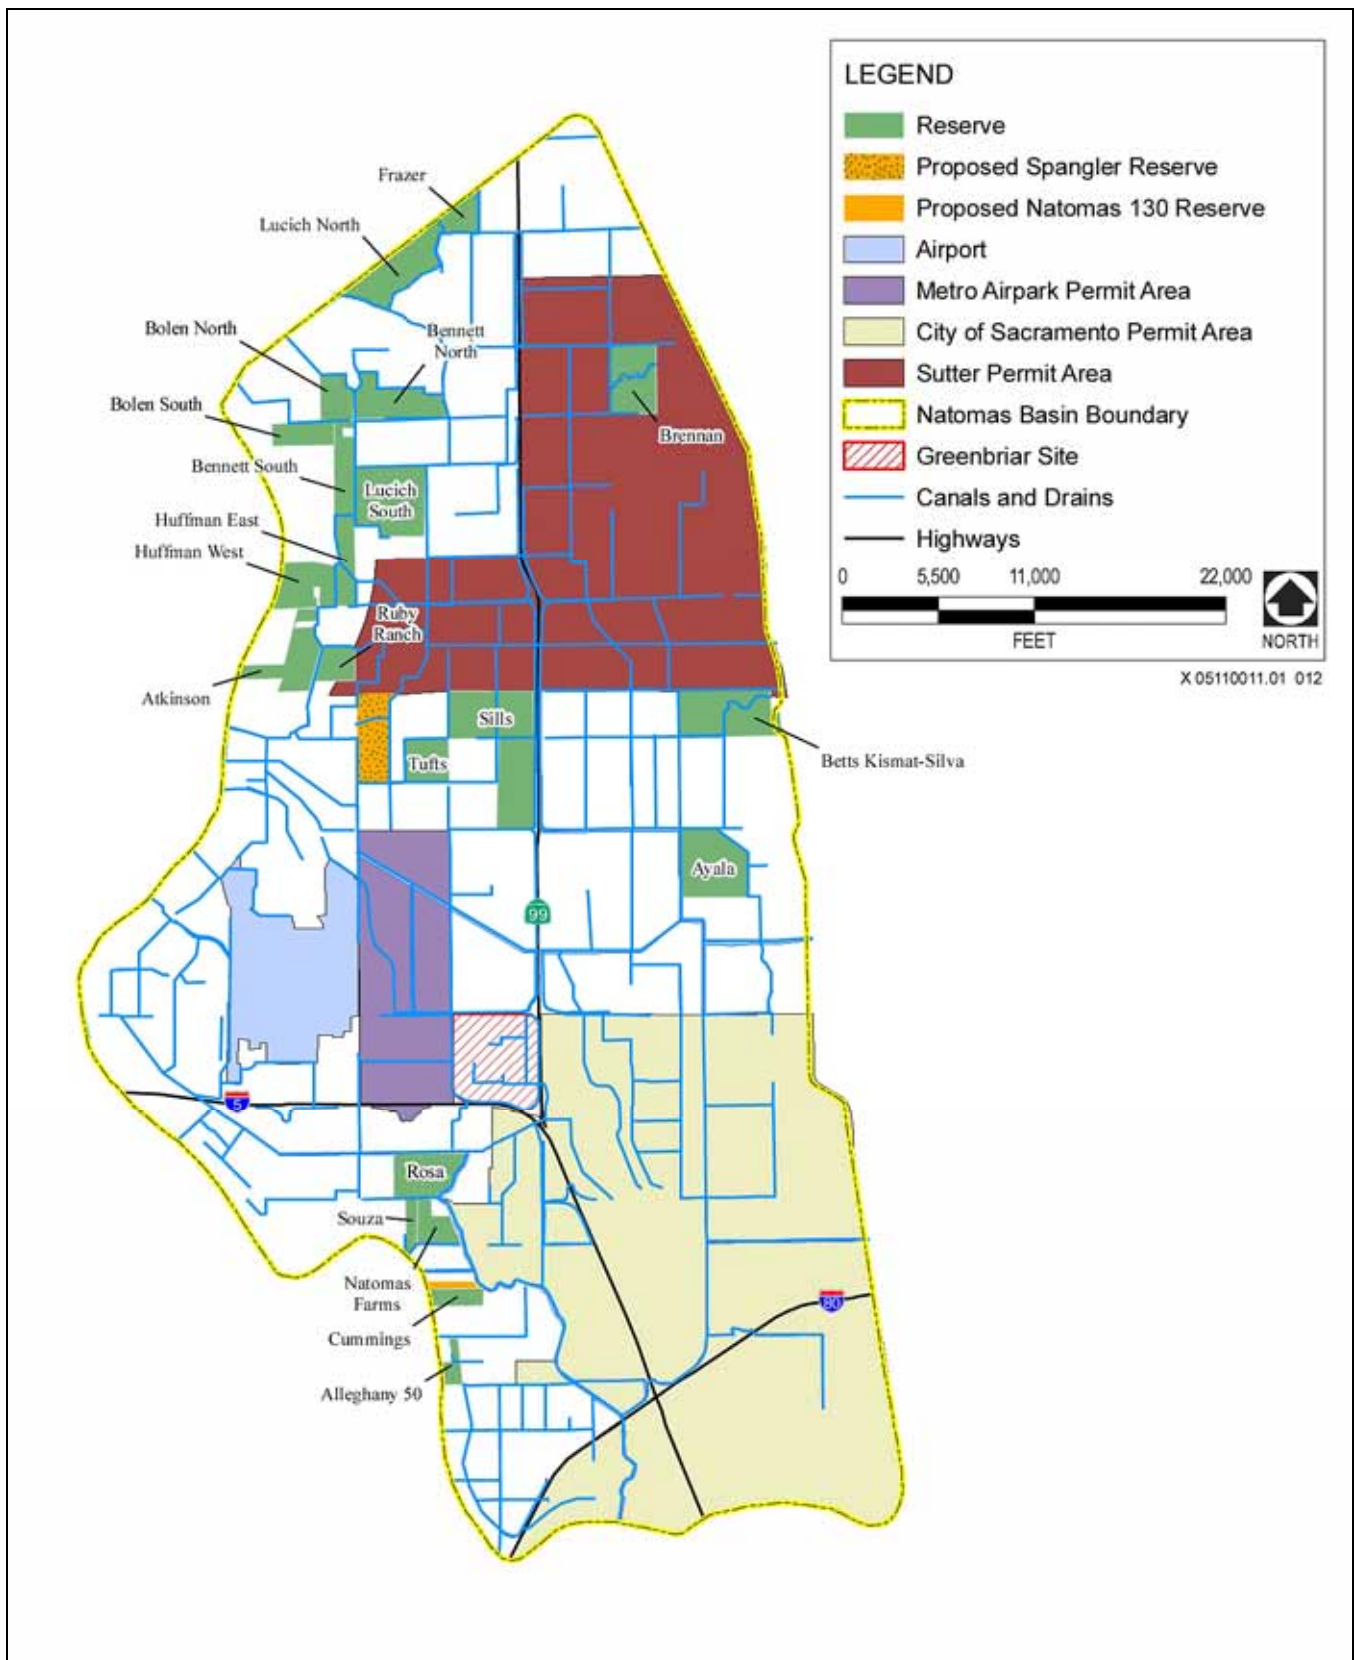 LEGEND
Reserve
Proposed Spangler Reserve
Proposed Natomas 130 Reserve
Airport
Metro Airpark Permit Area
City of Sacramento Permit Area
Sutter Permit Area
Natomas Basin Boundary
Greenbriar Site
Canals and Drains
Highways
0 5,500 11,000 22,000
FEET
NORTH
X 05110011.01 012
Frazer
Lucich North
Bolen North
Bennett
North
Bolen South
Brennan
Bennett South
Lucich
South
Huffman East
Huffman West
Ruby
Ranch
Atkinson
Sills
Tufts
Betts Kismat-Silva
Ayala
99
5
Rosa
Souza
Natomas
Farms
80
Cummings
Alleghany 50